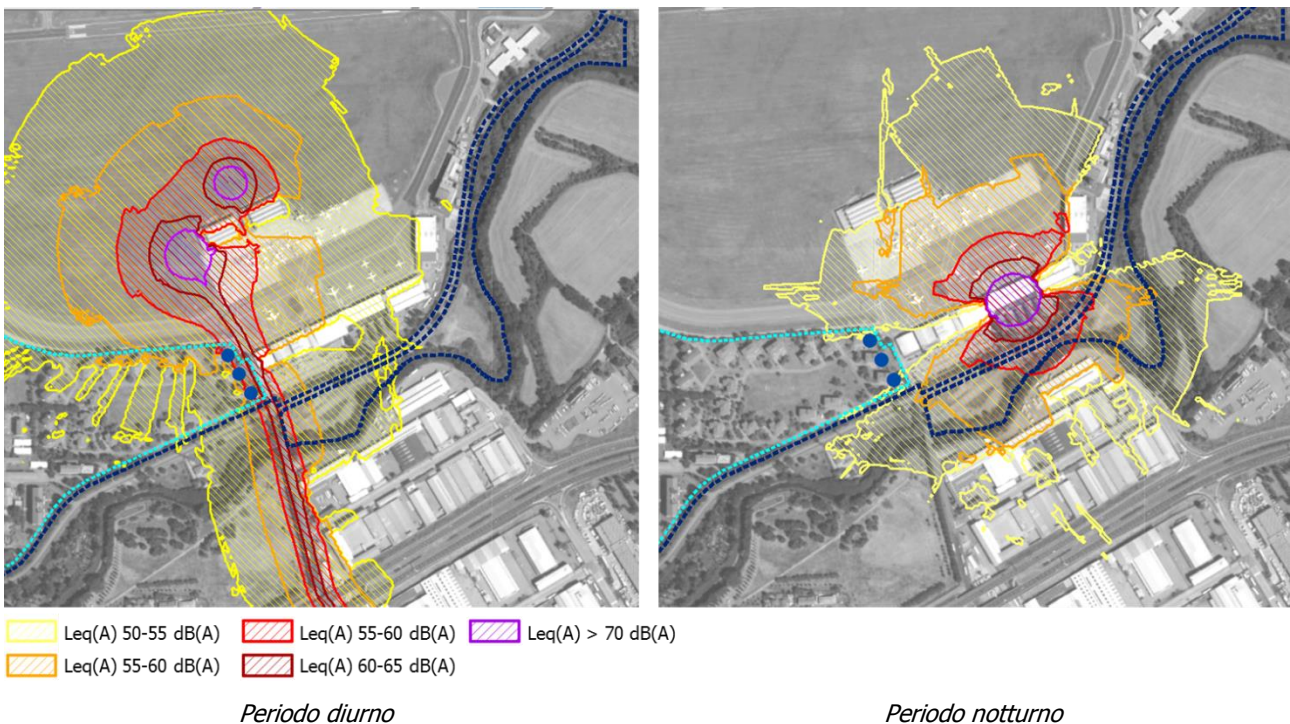 Leq(A) 50-55 dB(A) Leq(A) 55-60 dB(A) Leq(A) > 70 dB(A)
Leq(A) 55-60 dB(A) Leq(A) 60-65 dB(A)
Periodo diurno Periodo notturno